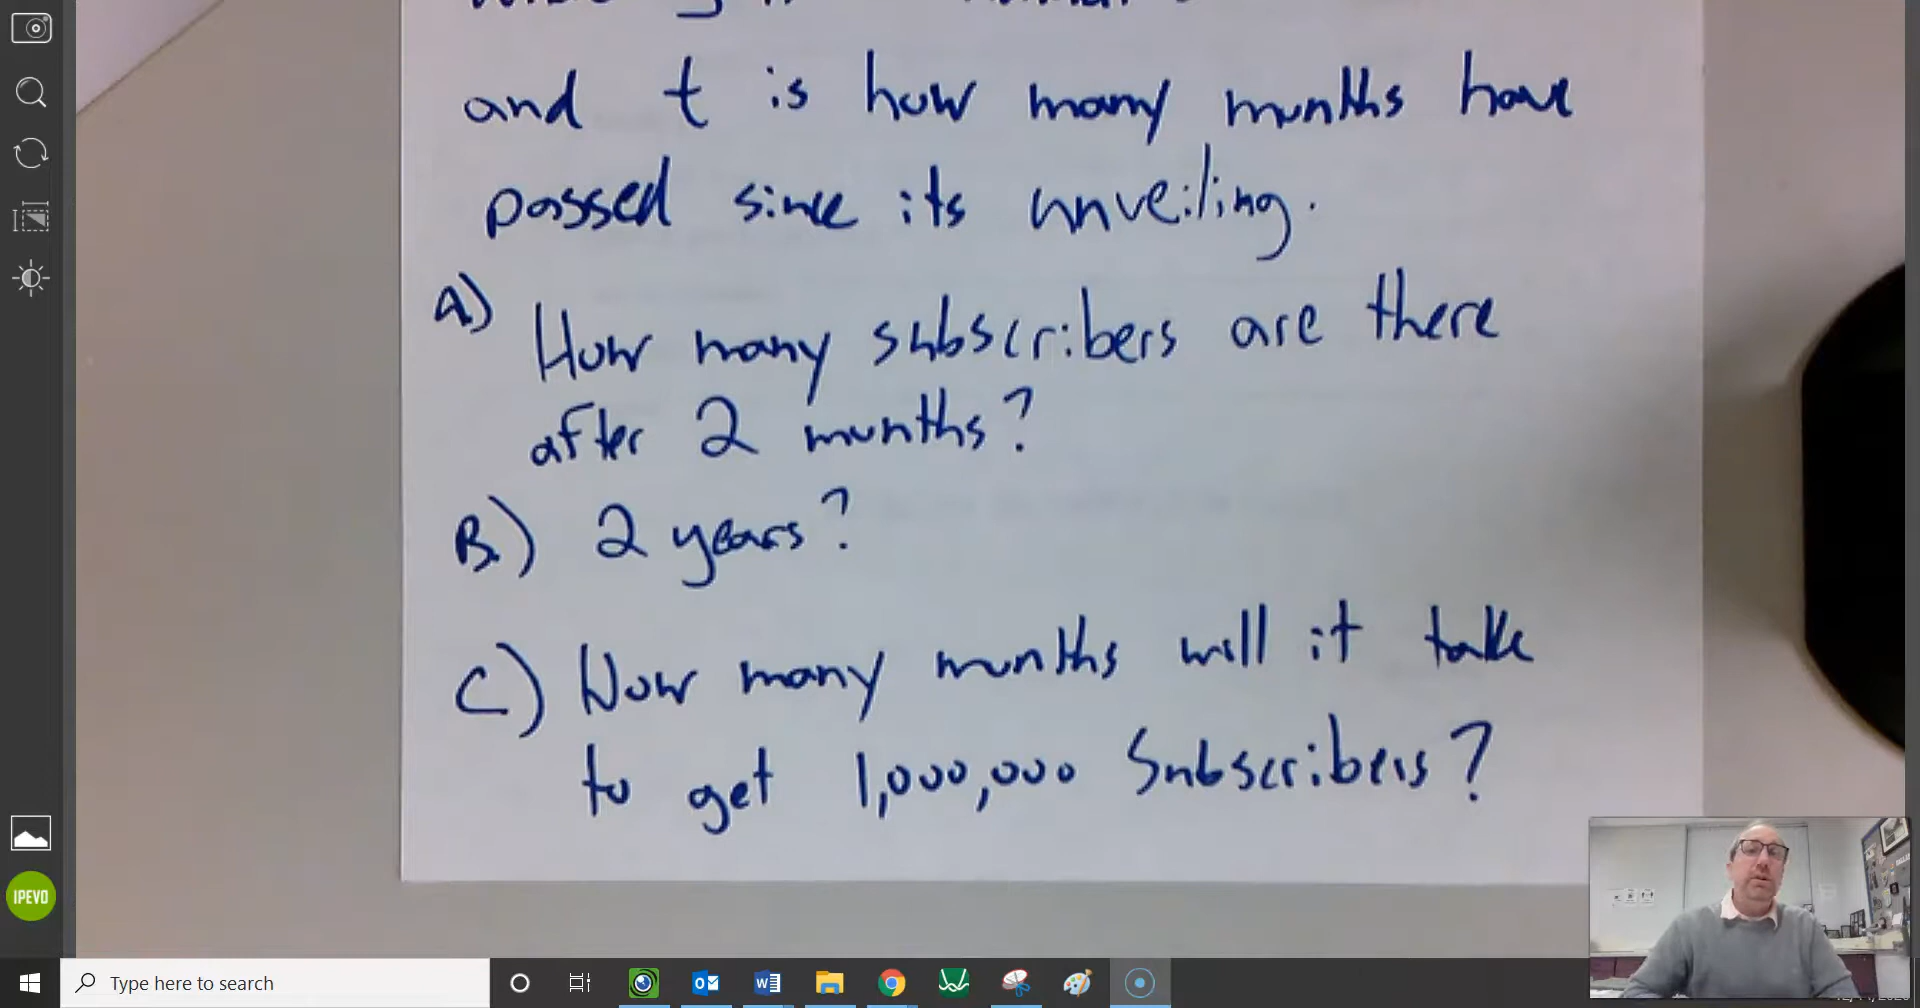 and t is how many months have
passed since its unveiling.
A.) How many subscribers are there
after 2 months?
B.) 2 years?
C.) How many months will it take
to get 1,000,000 Subscribers?
IPEVO
Type here to search